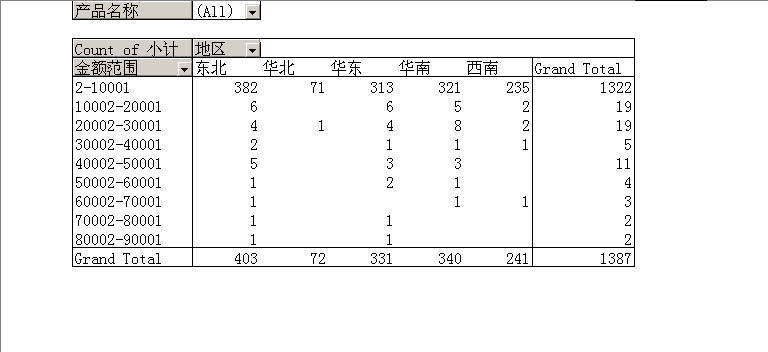 产品名称 (All)
Count of 小计 地区
金额范围 东北 华北 华东 华南 西南 Grand Total
2-10001 382 71 313 321 235 1322
10002-20001 6 6 5 2 19
20002-30001 4 1 4 8 2 19
30002-40001 2 1 1 1 5
40002-50001 5 3 3 11
50002-60001 1 2 1 4
60002-70001 1 1 1 3
70002-80001 1 1 2
80002-90001 1 1 2
Grand Total 403 72 331 340 241 1387